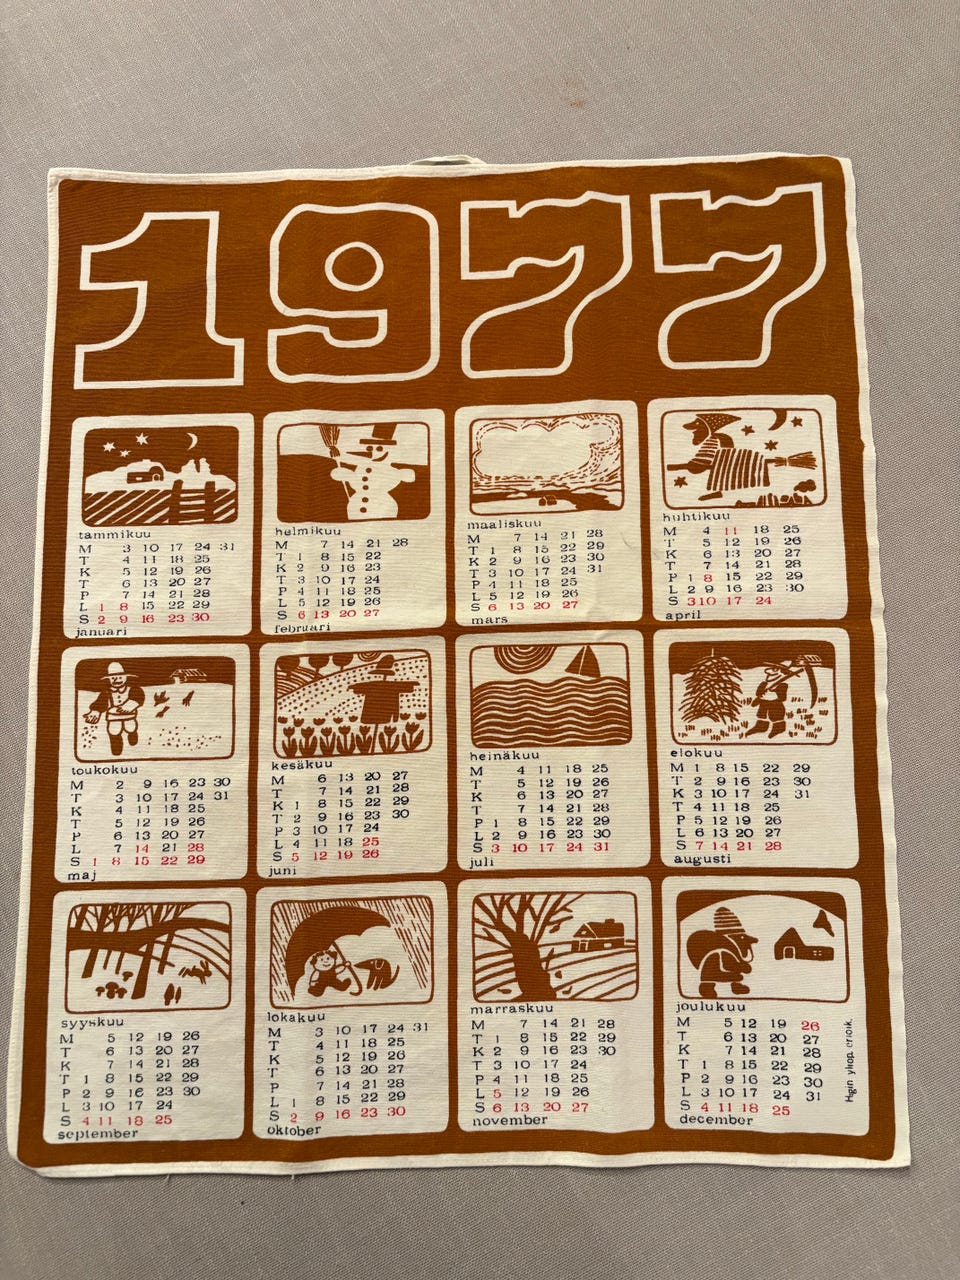 1977
tammikuu
M 3 10 17 24 31
T 4 11 18 25
K 5 12 19 26
T 6 13 20 27
P 7 14 21 28
L 1 8 15 22 29
S 2 9 16 23 30
januari
helmikuu
M 7 14 21 28
T 1 8 15 22
K 2 9 16 23
T 3 10 17 24
P 4 11 18 25
L 5 12 19 26
S 6 13 20 27
februari
maaliskuu
M 7 14 21 28
T 1 8 15 22 29
K 2 9 16 23 30
T 3 10 17 24 31
P 4 11 18 25
L 5 12 19 26
S 6 13 20 27
mars
huhtikuu
M 4 11 18 25
T 5 12 19 26
K 6 13 20 27
T 7 14 21 28
P 1 8 15 22 29
L 2 9 16 23 30
S 3 10 17 24
april
toukokuu
M 2 9 16 23 30
T 3 10 17 24 31
K 4 11 18 25
T 5 12 19 26
P 6 13 20 27
L 7 14 21 28
S 1 8 15 22 29
maj
kesäkuu
M 6 13 20 27
T 7 14 21 28
K 1 8 15 22 29
T 2 9 16 23 30
P 3 10 17 24
L 4 11 18 25
S 5 12 19 26
juni
heinäkuu
M 4 11 18 25
T 5 12 19 26
K 6 13 20 27
T 7 14 21 28
P 1 8 15 22 29
L 2 9 16 23 30
S 3 10 17 24 31
juli
elokuu
M 1 8 15 22 29
T 2 9 16 23 30
K 3 10 17 24 31
T 4 11 18 25
P 5 12 19 26
L 6 13 20 27
S 7 14 21 28
augusti
syyskuu
M 5 12 19 26
T 6 13 20 27
K 7 14 21 28
T 1 8 15 22 29
P 2 9 16 23 30
L 3 10 17 24
S 4 11 18 25
september
lokakuu
M 3 10 17 24 31
T 4 11 18 25
K 5 12 19 26
T 6 13 20 27
P 7 14 21 28
L 1 8 15 22 29
S 2 9 16 23 30
oktober
marraskuu
M 7 14 21 28
T 1 8 15 22 29
K 2 9 16 23 30
T 3 10 17 24
P 4 11 18 25
L 5 12 19 26
S 6 13 20 27
november
joulukuu
M 5 12 19 26
T 6 13 20 27
K 7 14 21 28
T 1 8 15 22 29
P 2 9 16 23 30
L 3 10 17 24 31
S 4 11 18 25
december